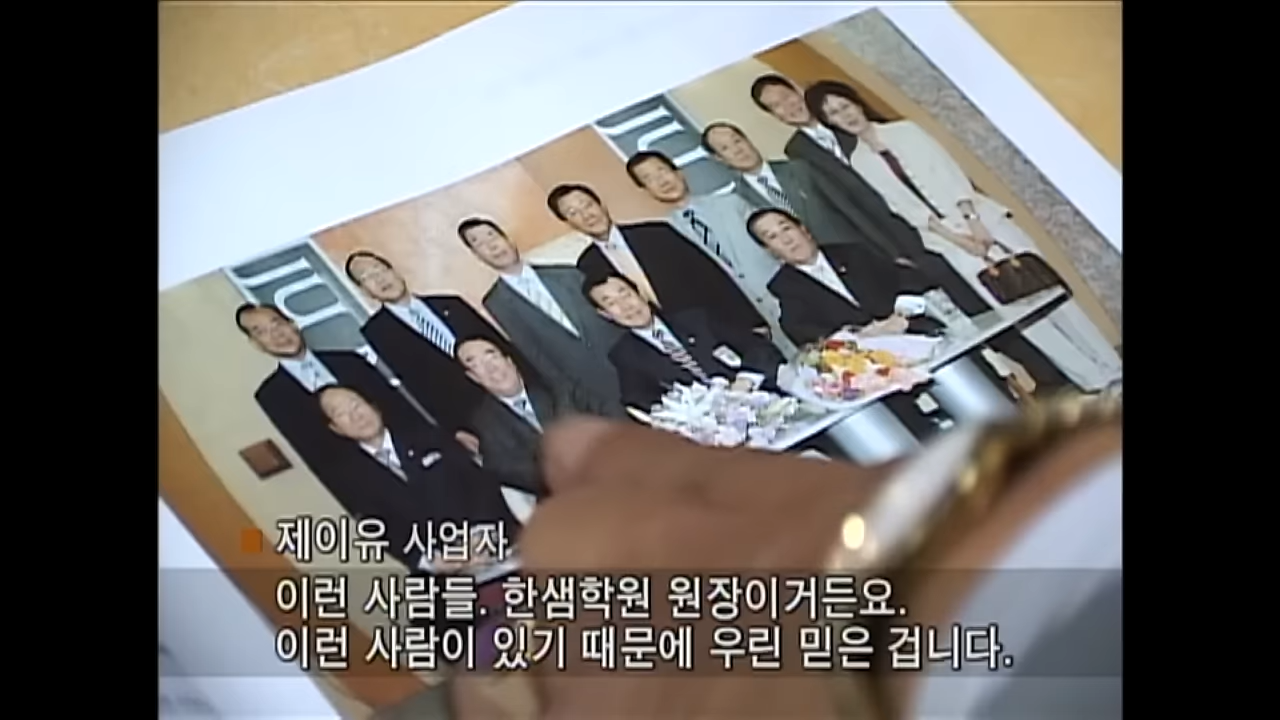 제이유 사업자
이런 사람들. 한샘학원 원장이거든요.
이런 사람이 있기 때문에 우린 믿은 겁니다.